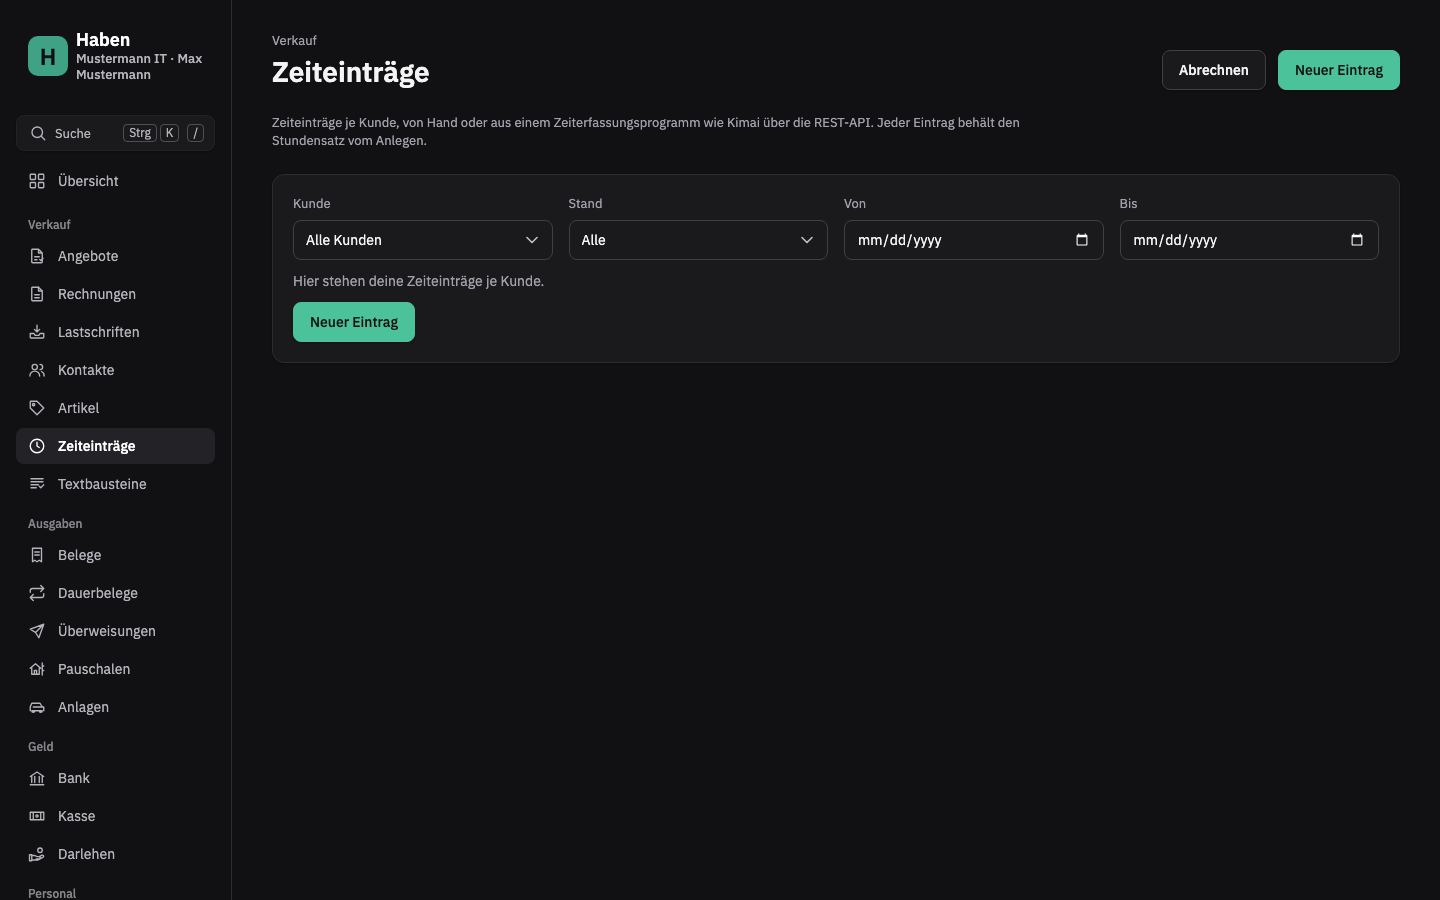 H
Haben
Mustermann IT · Max
Mustermann
Suche Strg K /
Übersicht
Verkauf
Angebote
Rechnungen
Lastschriften
Kontakte
Artikel
Zeiteinträge
Textbausteine
Ausgaben
Belege
Dauerbelege
Überweisungen
Pauschalen
Anlagen
Geld
Bank
Kasse
Darlehen
Personal
Verkauf
Zeiteinträge
Abrechnen
Neuer Eintrag
Zeiteinträge je Kunde, von Hand oder aus einem Zeiterfassungsprogramm wie Kimai über die REST-API. Jeder Eintrag behält den
Stundensatz vom Anlegen.
Kunde Stand Von Bis
Alle Kunden Alle mm/dd/yyyy mm/dd/yyyy
Hier stehen deine Zeiteinträge je Kunde.
Neuer Eintrag